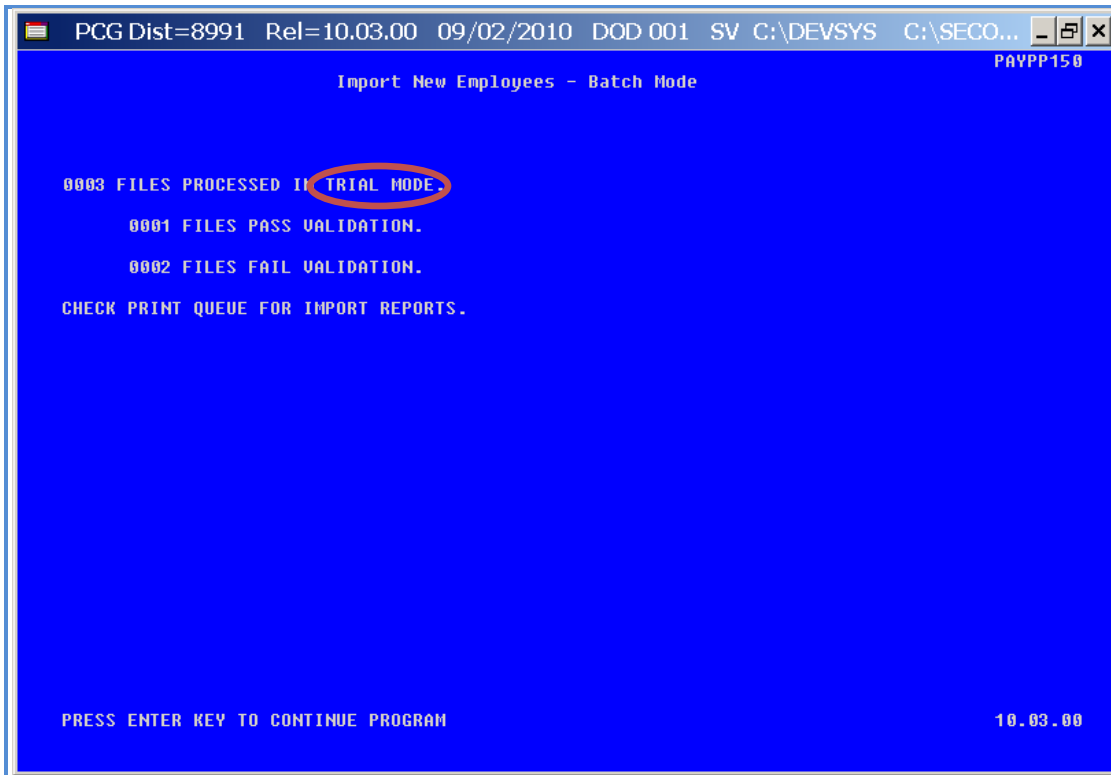 PCG Dist=8991 Rel=10.03.00 09/02/2010 DOD 001 SV C:\DEVSYS C:\SECO...
PAYPP150
Import New Employees - Batch Mode
0003 FILES PROCESSED IN TRIAL MODE.
0001 FILES PASS VALIDATION.
0002 FILES FAIL VALIDATION.
CHECK PRINT QUEUE FOR IMPORT REPORTS.
PRESS ENTER KEY TO CONTINUE PROGRAM 10.03.00